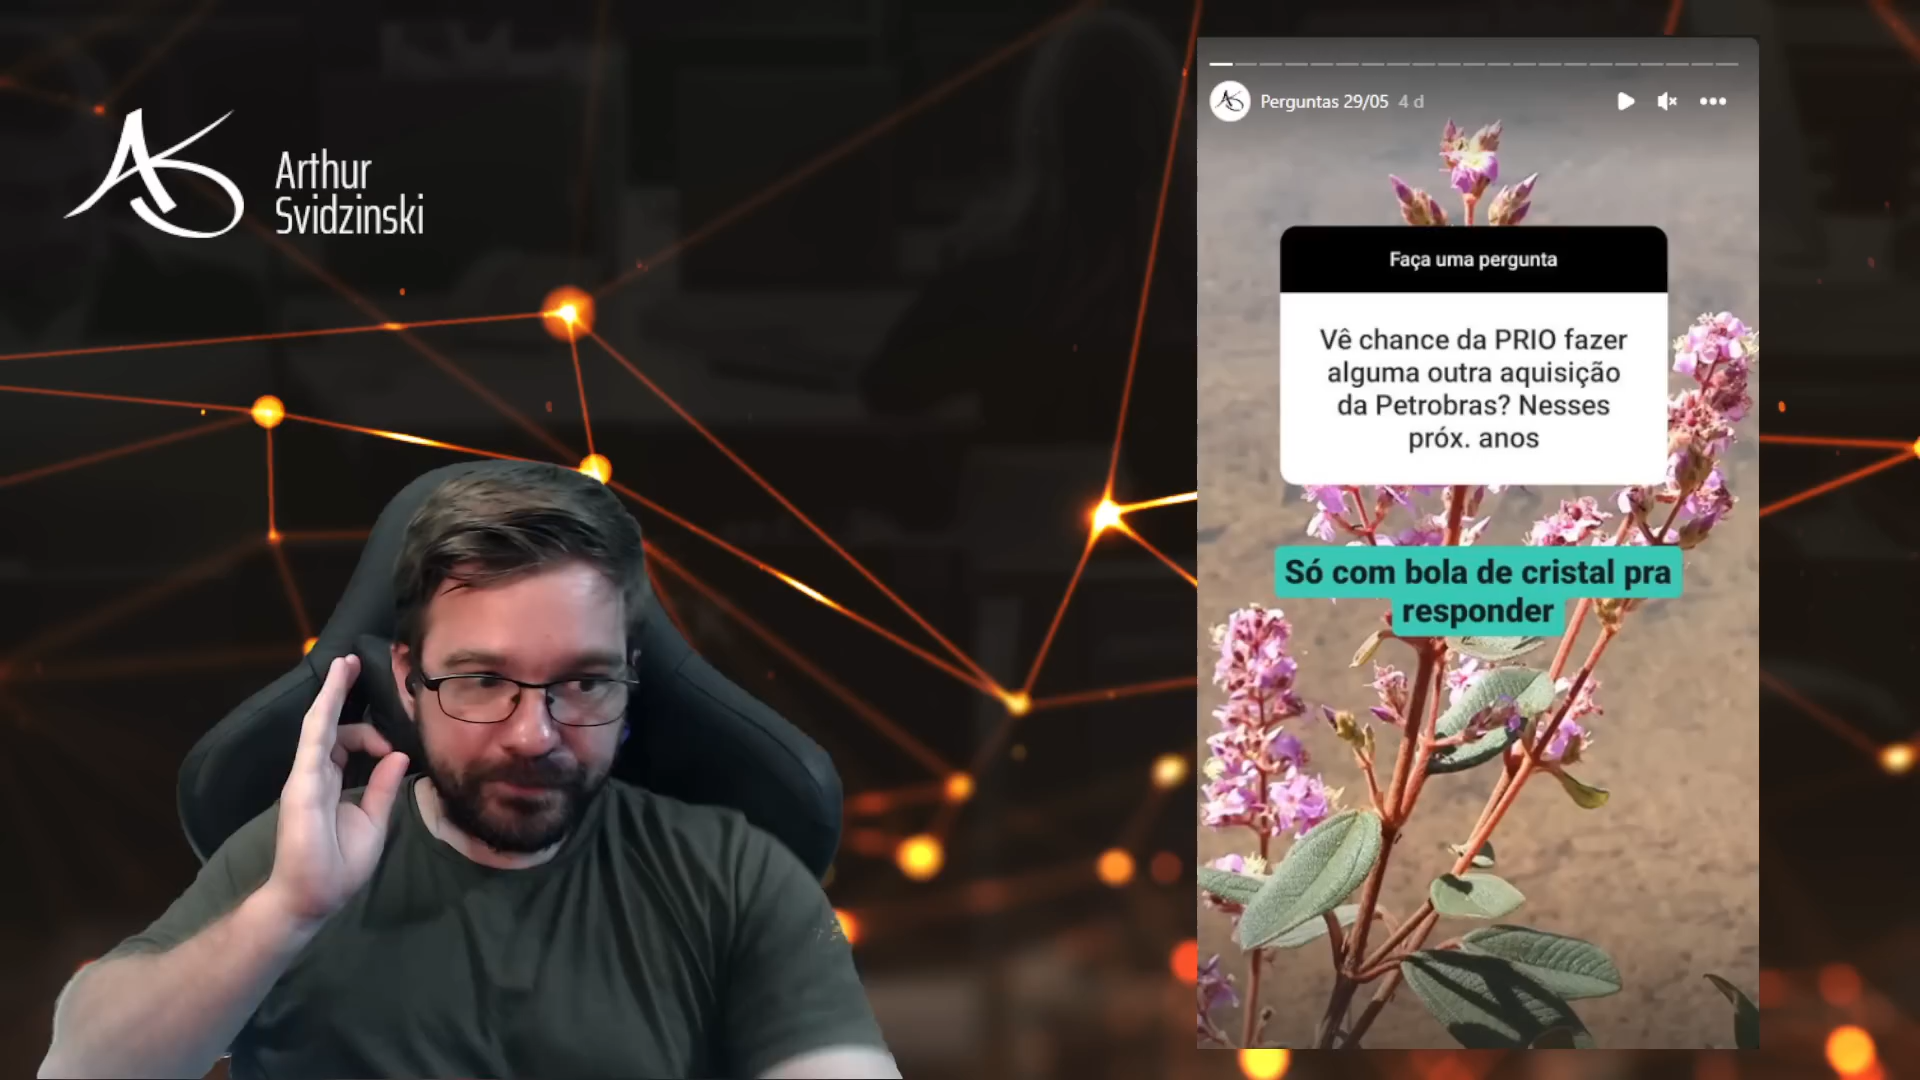 Arthur
Svidzinski
Perguntas 29/05 4 d
Faça uma pergunta
Vê chance da PRIO fazer
alguma outra aquisição
da Petrobras? Nesses
próx. anos
Só com bola de cristal pra
responder